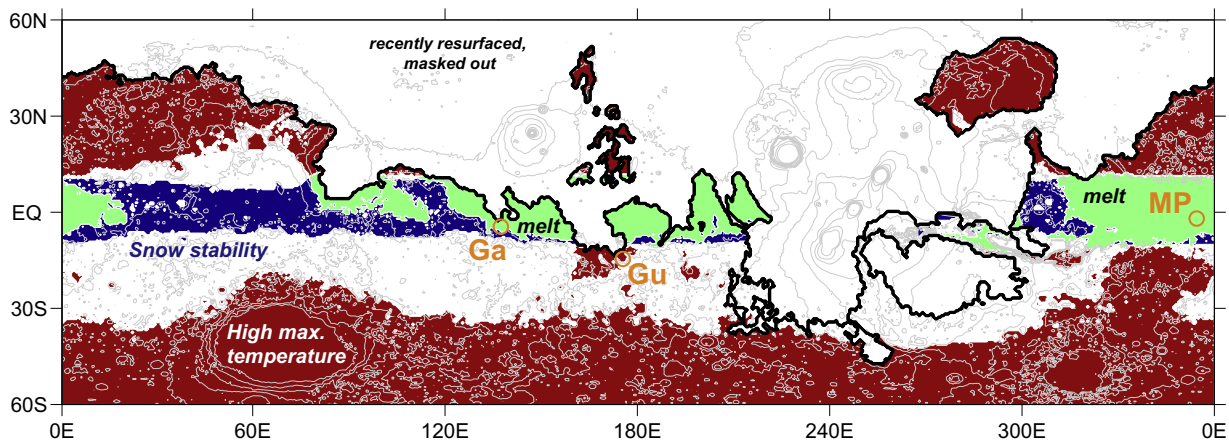 60N
recently resurfaced,
masked out
30N
melt
MP
EQ
melt
Snow stability
Ga
Gu
30S
High max.
temperature
60S
0E
60E
120E
180E
240E
300E
0E